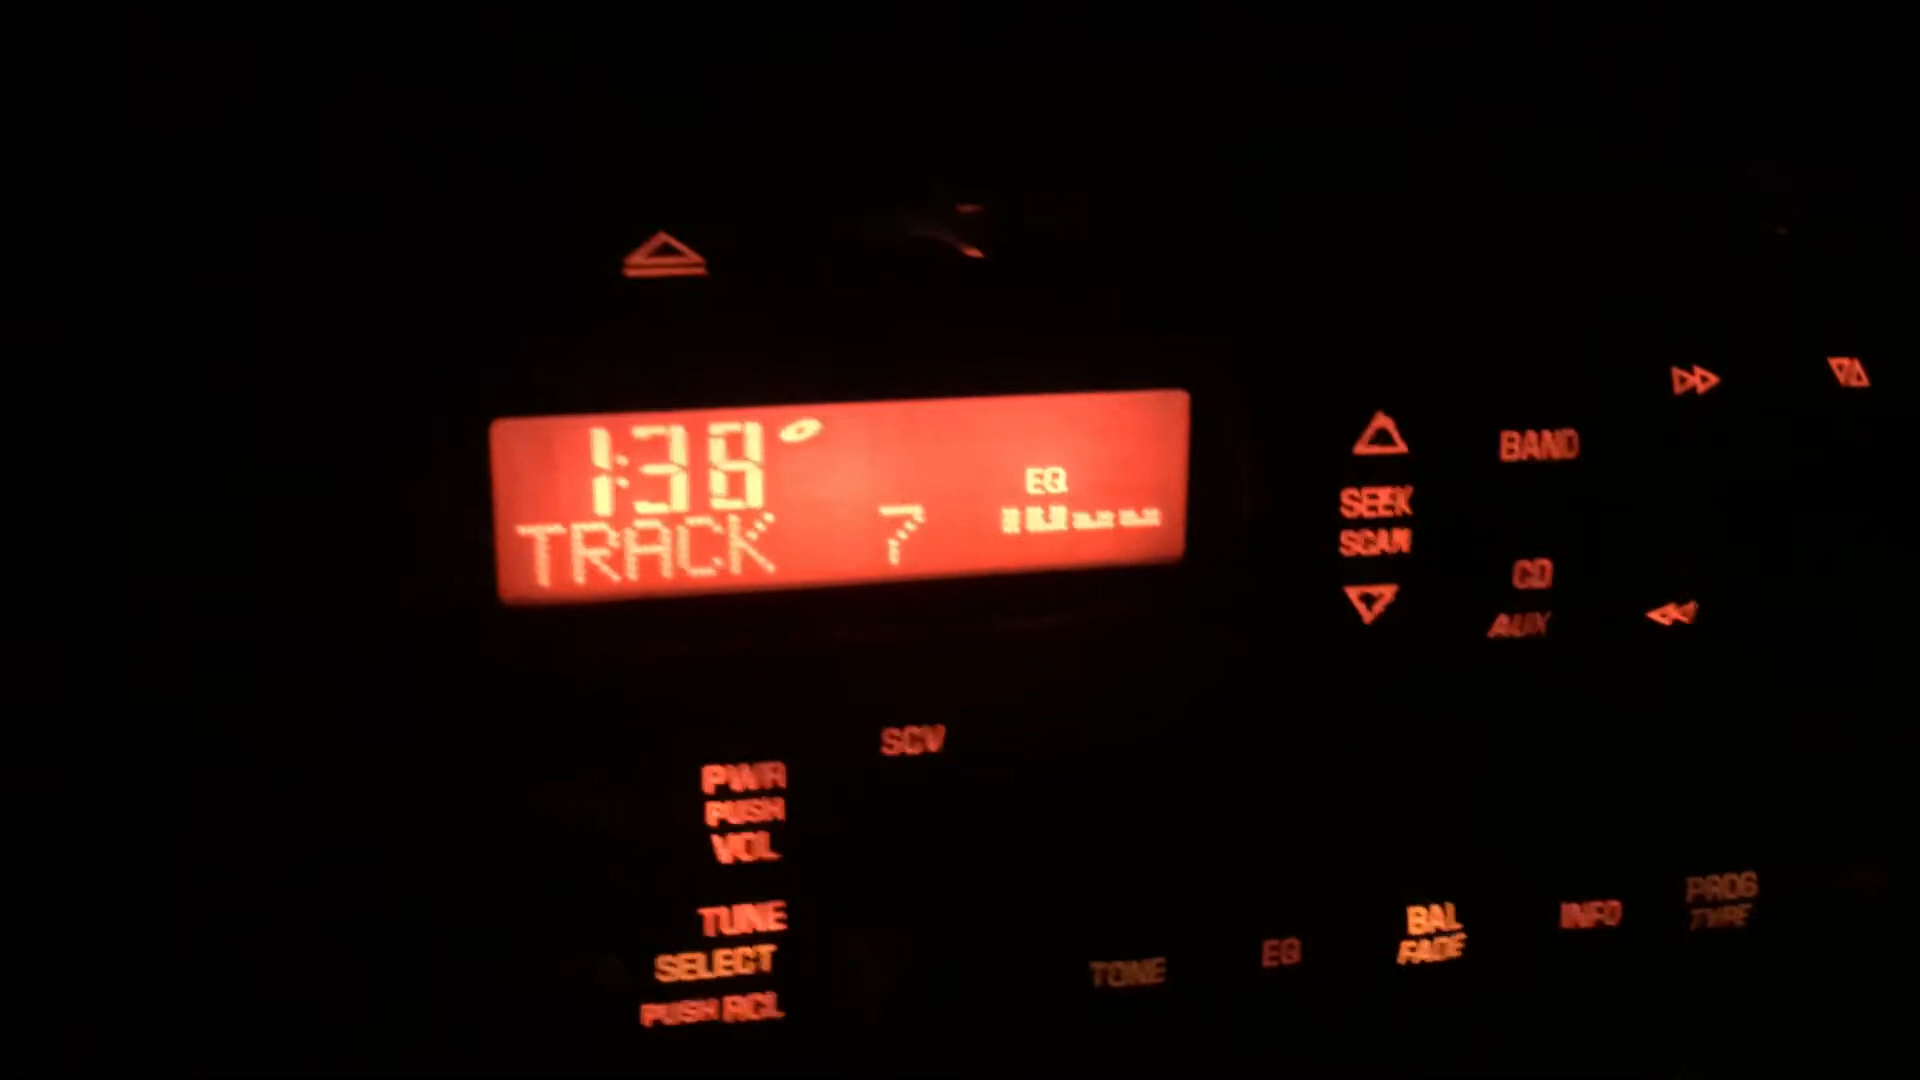 1:38
EQ
TRACK 7
BAND
SEEK
SCAN
CD
AUX
SCV
PWR
PUSH
VOL
TUNE
SELECT
PUSH RCL
TONE
EQ
BAL
FADE
INFO
PROG
TYPE